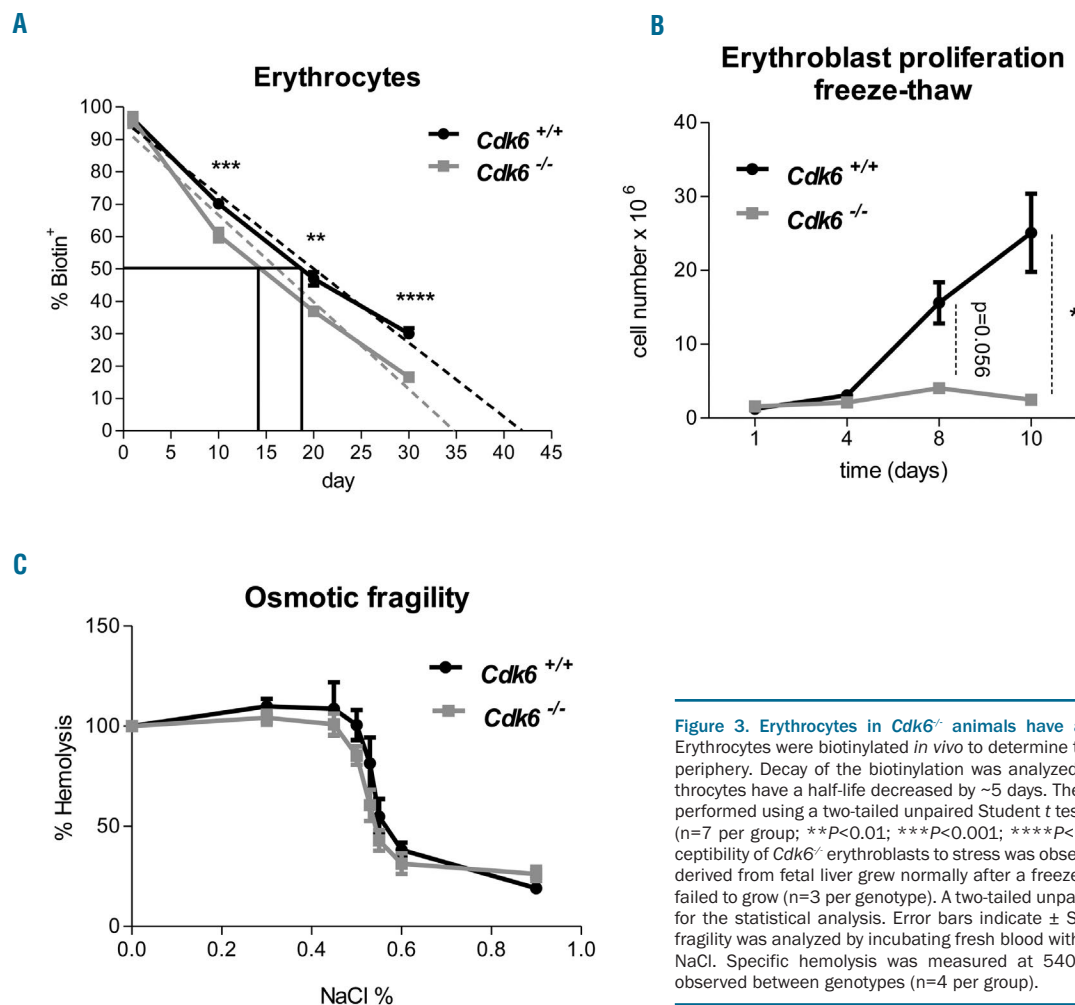 A
Erythrocytes
100
90
80
70
60
50
40
30
20
10
0
% Biotin+
0 5 10 15 20 25 30 35 40 45
day
***
**
****
Cdk6 +/+
Cdk6 -/-
B
Erythroblast proliferation
freeze-thaw
40
30
20
10
0
cell number x 10^6
1 4 8 10
time (days)
Cdk6 +/+
Cdk6 -/-
p=0.056
*
C
Osmotic fragility
150
100
50
0
% Hemolysis
0.0 0.2 0.4 0.6 0.8 1.0
NaCl %
Cdk6 +/+
Cdk6 -/-
Figure 3. Erythrocytes in Cdk6-/- animals have a
Erythrocytes were biotinylated in vivo to determine t
periphery. Decay of the biotinylation was analyzed
throcytes have a half-life decreased by ~5 days. The
performed using a two-tailed unpaired Student t tes
(n=7 per group; **P<0.01; ***P<0.001; ****P<
ceptibility of Cdk6-/- erythroblasts to stress was obser
derived from fetal liver grew normally after a freeze
failed to grow (n=3 per genotype). A two-tailed unpa
for the statistical analysis. Error bars indicate ± S
fragility was analyzed by incubating fresh blood with
NaCl. Specific hemolysis was measured at 540
observed between genotypes (n=4 per group).